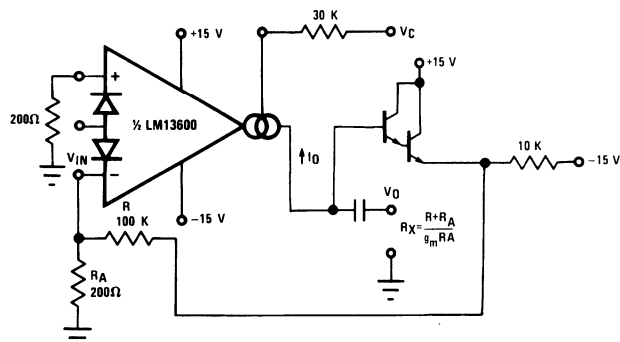 30 K
VC
+15 V
+15 V
+
200Ω
½ LM13600
VIN
−
IO
10 K
−15 V
VO
R
100 K
−15 V
RX= R+RA
gmRA
RA
200Ω